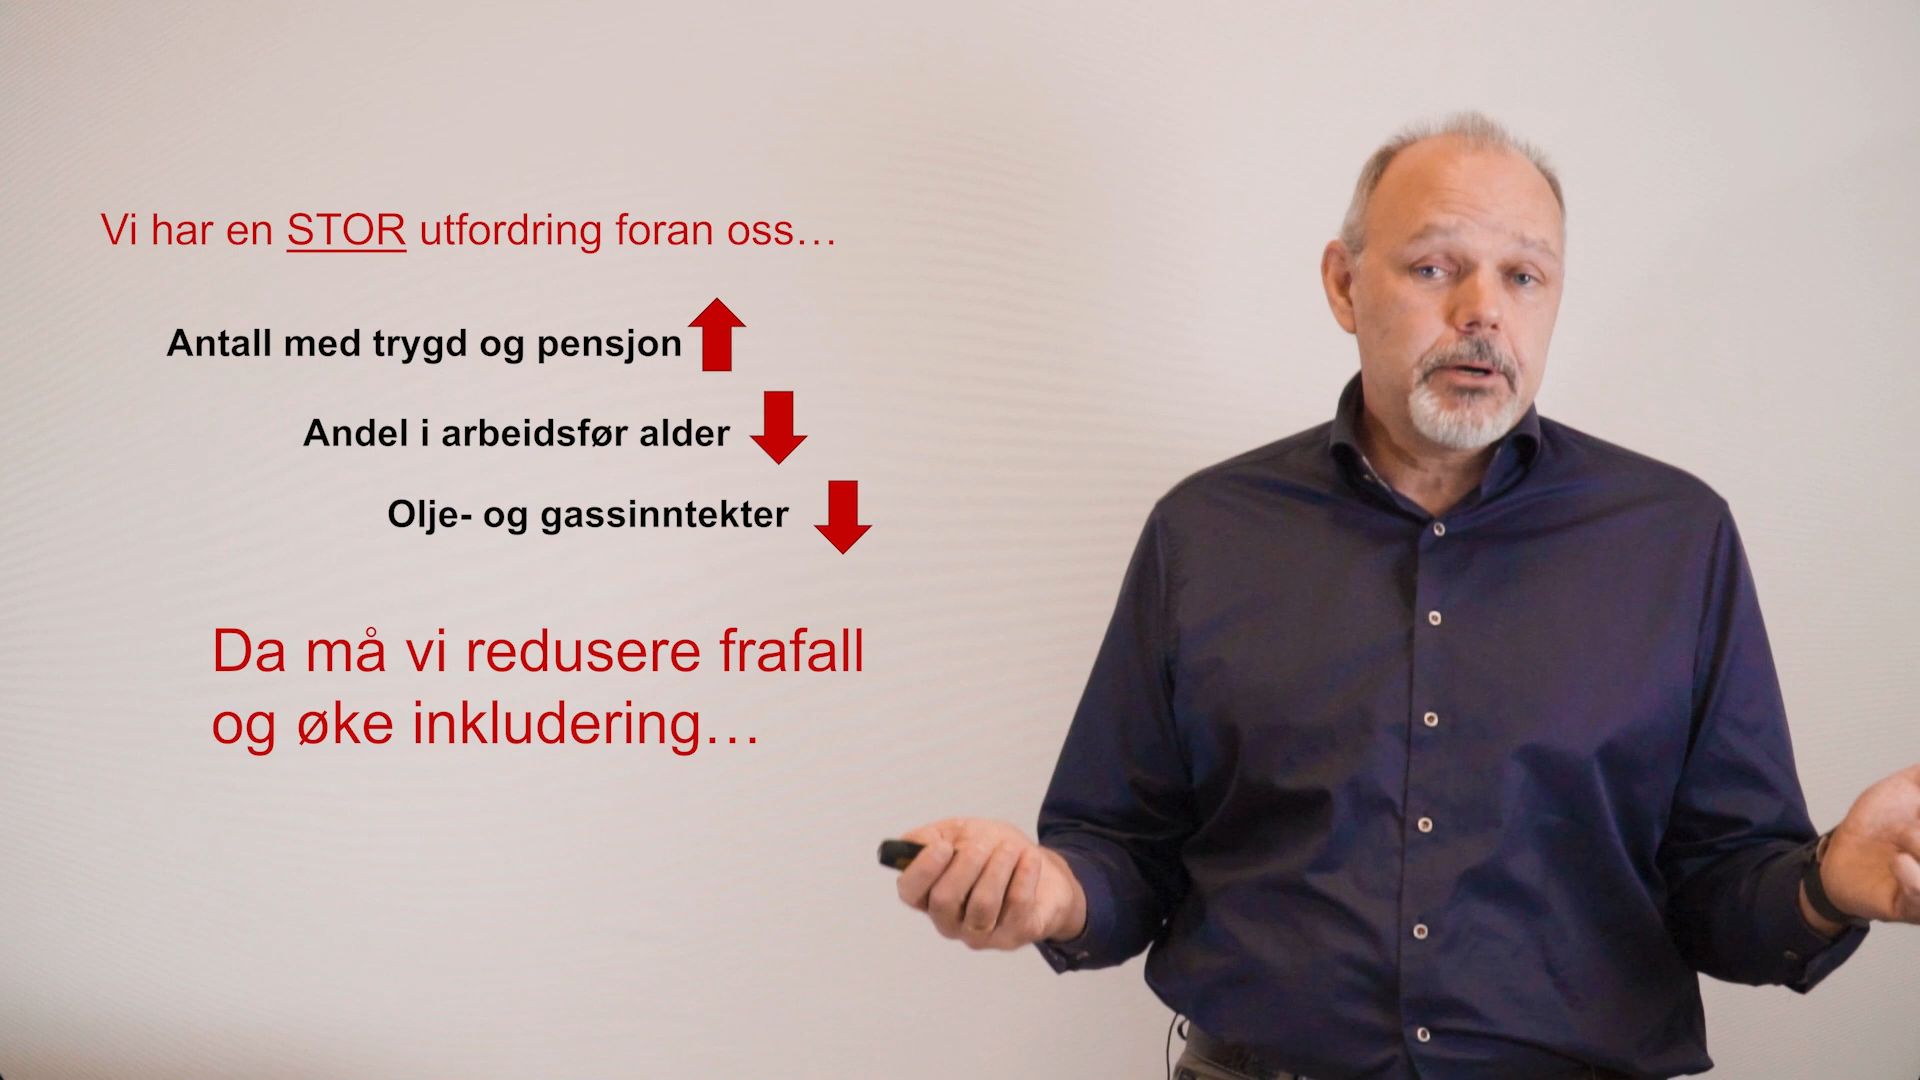 Vi har en STOR utfordring foran oss…
Antall med trygd og pensjon
Andel i arbeidsfør alder
Olje- og gassinntekter
Da må vi redusere frafall
og øke inkludering…